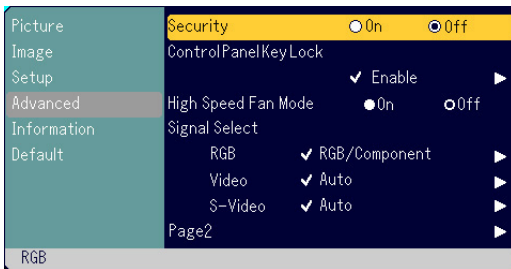 Picture
Image
Setup
Advanced
Information
Default
Security On Off
ControlPanelKeyLock
✓ Enable
High Speed Fan Mode On Off
Signal Select
RGB ✓ RGB/Component
Video ✓ Auto
S-Video ✓ Auto
Page2
RGB